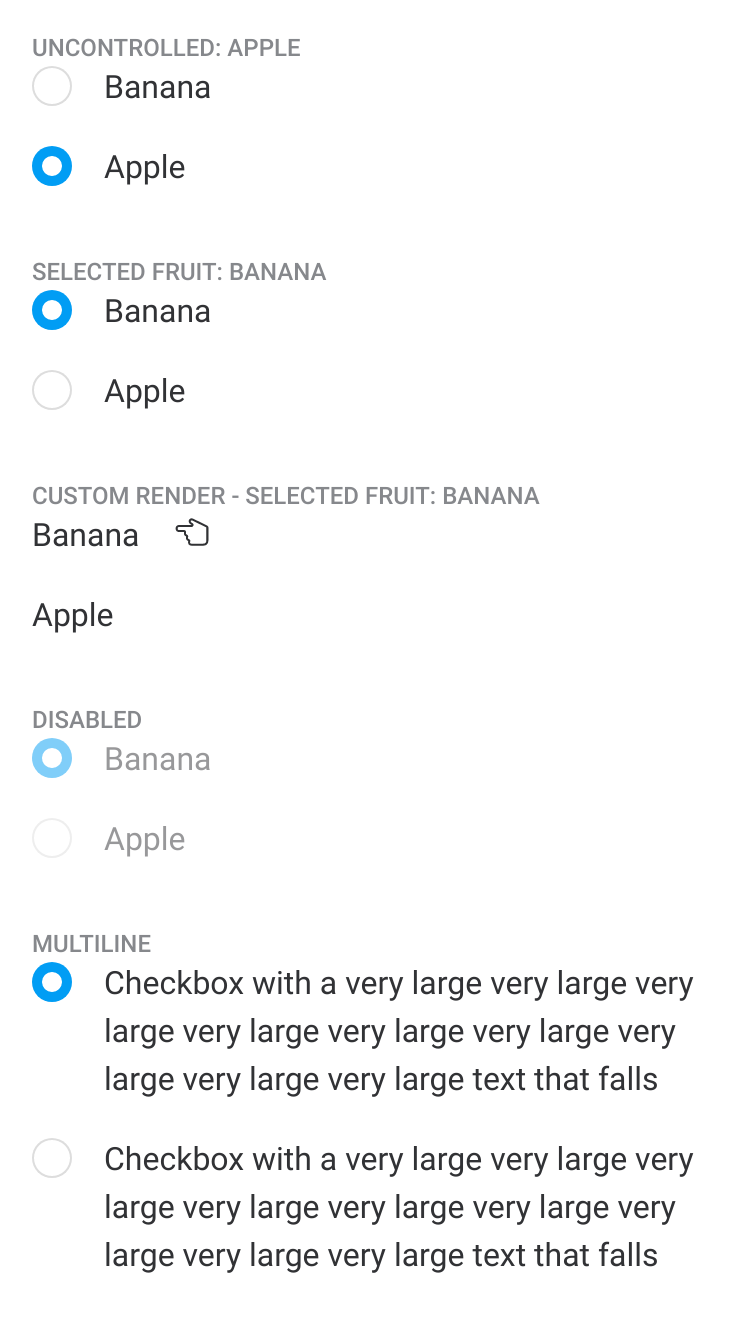 UNCONTROLLED: APPLE
Banana
Apple
SELECTED FRUIT: BANANA
Banana
Apple
CUSTOM RENDER - SELECTED FRUIT: BANANA
Banana
Apple
DISABLED
Banana
Apple
MULTILINE
Checkbox with a very large very large very
large very large very large very large very
large very large very large text that falls
Checkbox with a very large very large very
large very large very large very large very
large very large very large text that falls